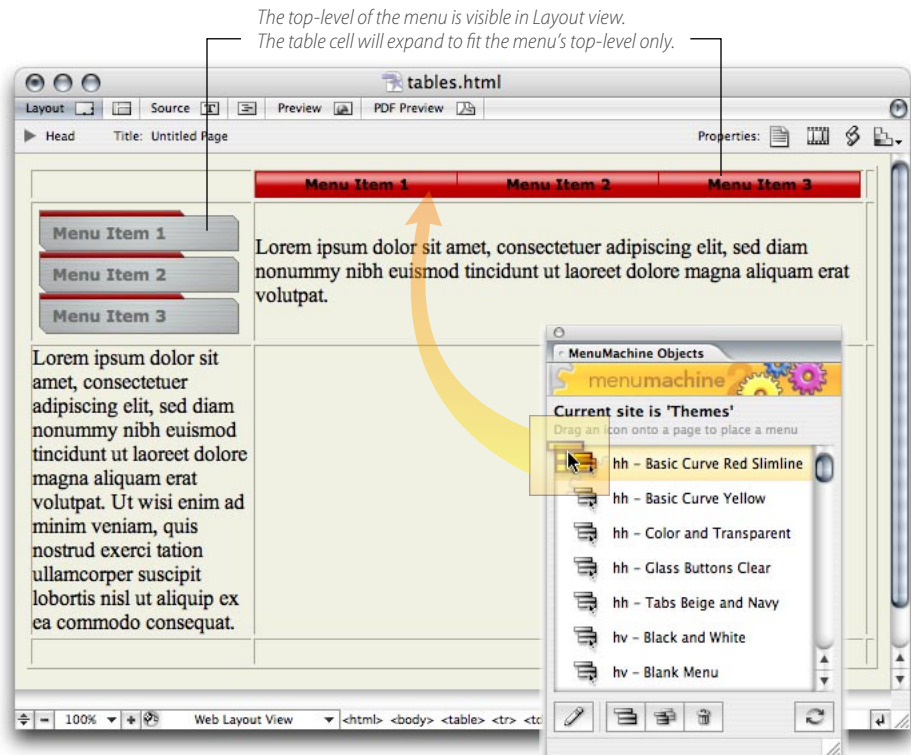 The top-level of the menu is visible in Layout view.
The table cell will expand to fit the menu's top-level only.
tables.html
Layout Source T Preview PDF Preview
Head Title: Untitled Page Properties:
Menu Item 1 Menu Item 2 Menu Item 3
Menu Item 1
Menu Item 2
Menu Item 3
Lorem ipsum dolor sit amet, consectetuer adipiscing elit, sed diam
nonummy nibh euismod tincidunt ut laoreet dolore magna aliquam erat
volutpat.
Lorem ipsum dolor sit
amet, consectetuer
adipiscing elit, sed diam
nonummy nibh euismod
tincidunt ut laoreet dolore
magna aliquam erat
volutpat. Ut wisi enim ad
minim veniam, quis
nostrud exerci tation
ullamcorper suscipit
lobortis nisl ut aliquip ex
ea commodo consequat.
MenuMachine Objects
menumachine 2
Current site is 'Themes'
Drag an icon onto a page to place a menu
hh – Basic Curve Red Slimline
hh – Basic Curve Yellow
hh – Color and Transparent
hh – Glass Buttons Clear
hh – Tabs Beige and Navy
hv – Black and White
hv – Blank Menu
100% Web Layout View <html> <body> <table> <tr>